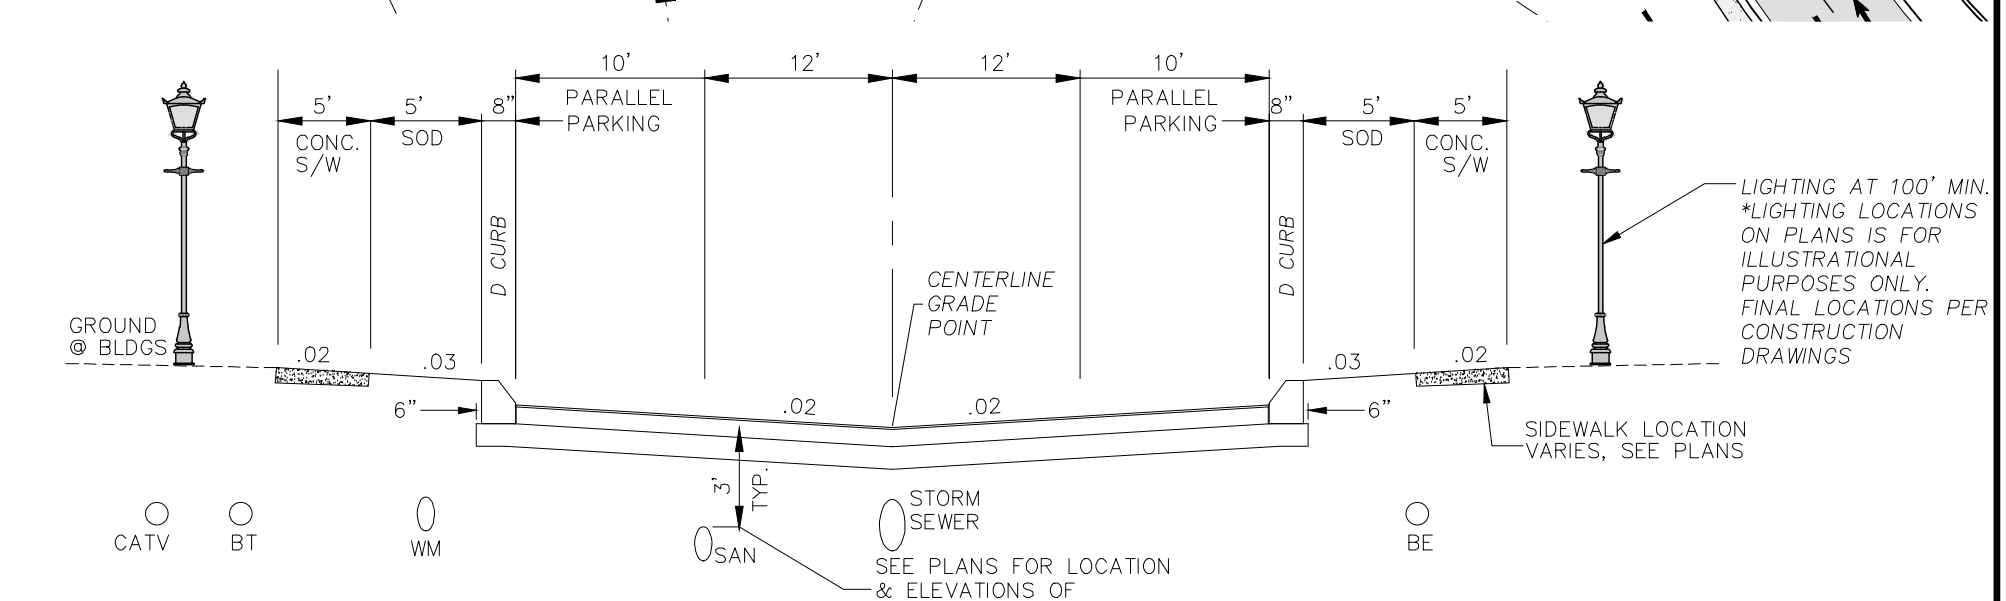 10' 12' 12' 10'
5' 5' 8" PARALLEL PARKING
CONC. S/W
SOD
PARALLEL PARKING 8" 5' 5'
SOD
CONC. S/W
D CURB
D CURB
LIGHTING AT 100' MIN.
*LIGHTING LOCATIONS
ON PLANS IS FOR
ILLUSTRATIONAL
PURPOSES ONLY.
FINAL LOCATIONS PER
CONSTRUCTION
DRAWINGS
CENTERLINE
GRADE
POINT
GROUND
@ BLDGS
.02 .03 .03 .02
6" .02 .02 6"
SIDEWALK LOCATION
VARIES, SEE PLANS
3' TYP.
STORM
SEWER
CATV BT WM SAN BE
SEE PLANS FOR LOCATION
& ELEVATIONS OF